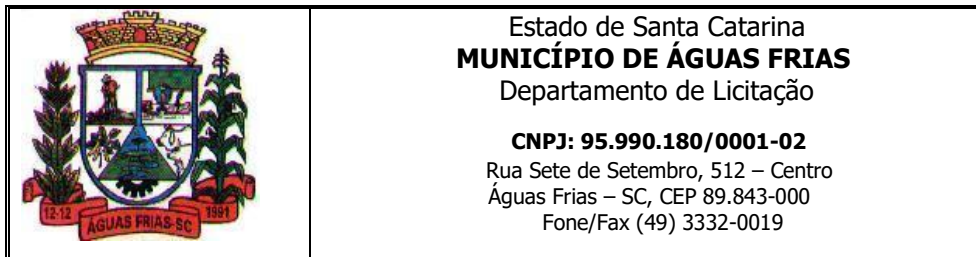 12-12
ÁGUAS FRIAS-SC
1991
Estado de Santa Catarina
MUNICÍPIO DE ÁGUAS FRIAS
Departamento de Licitação
CNPJ: 95.990.180/0001-02
Rua Sete de Setembro, 512 – Centro
Águas Frias – SC, CEP 89.843-000
Fone/Fax (49) 3332-0019